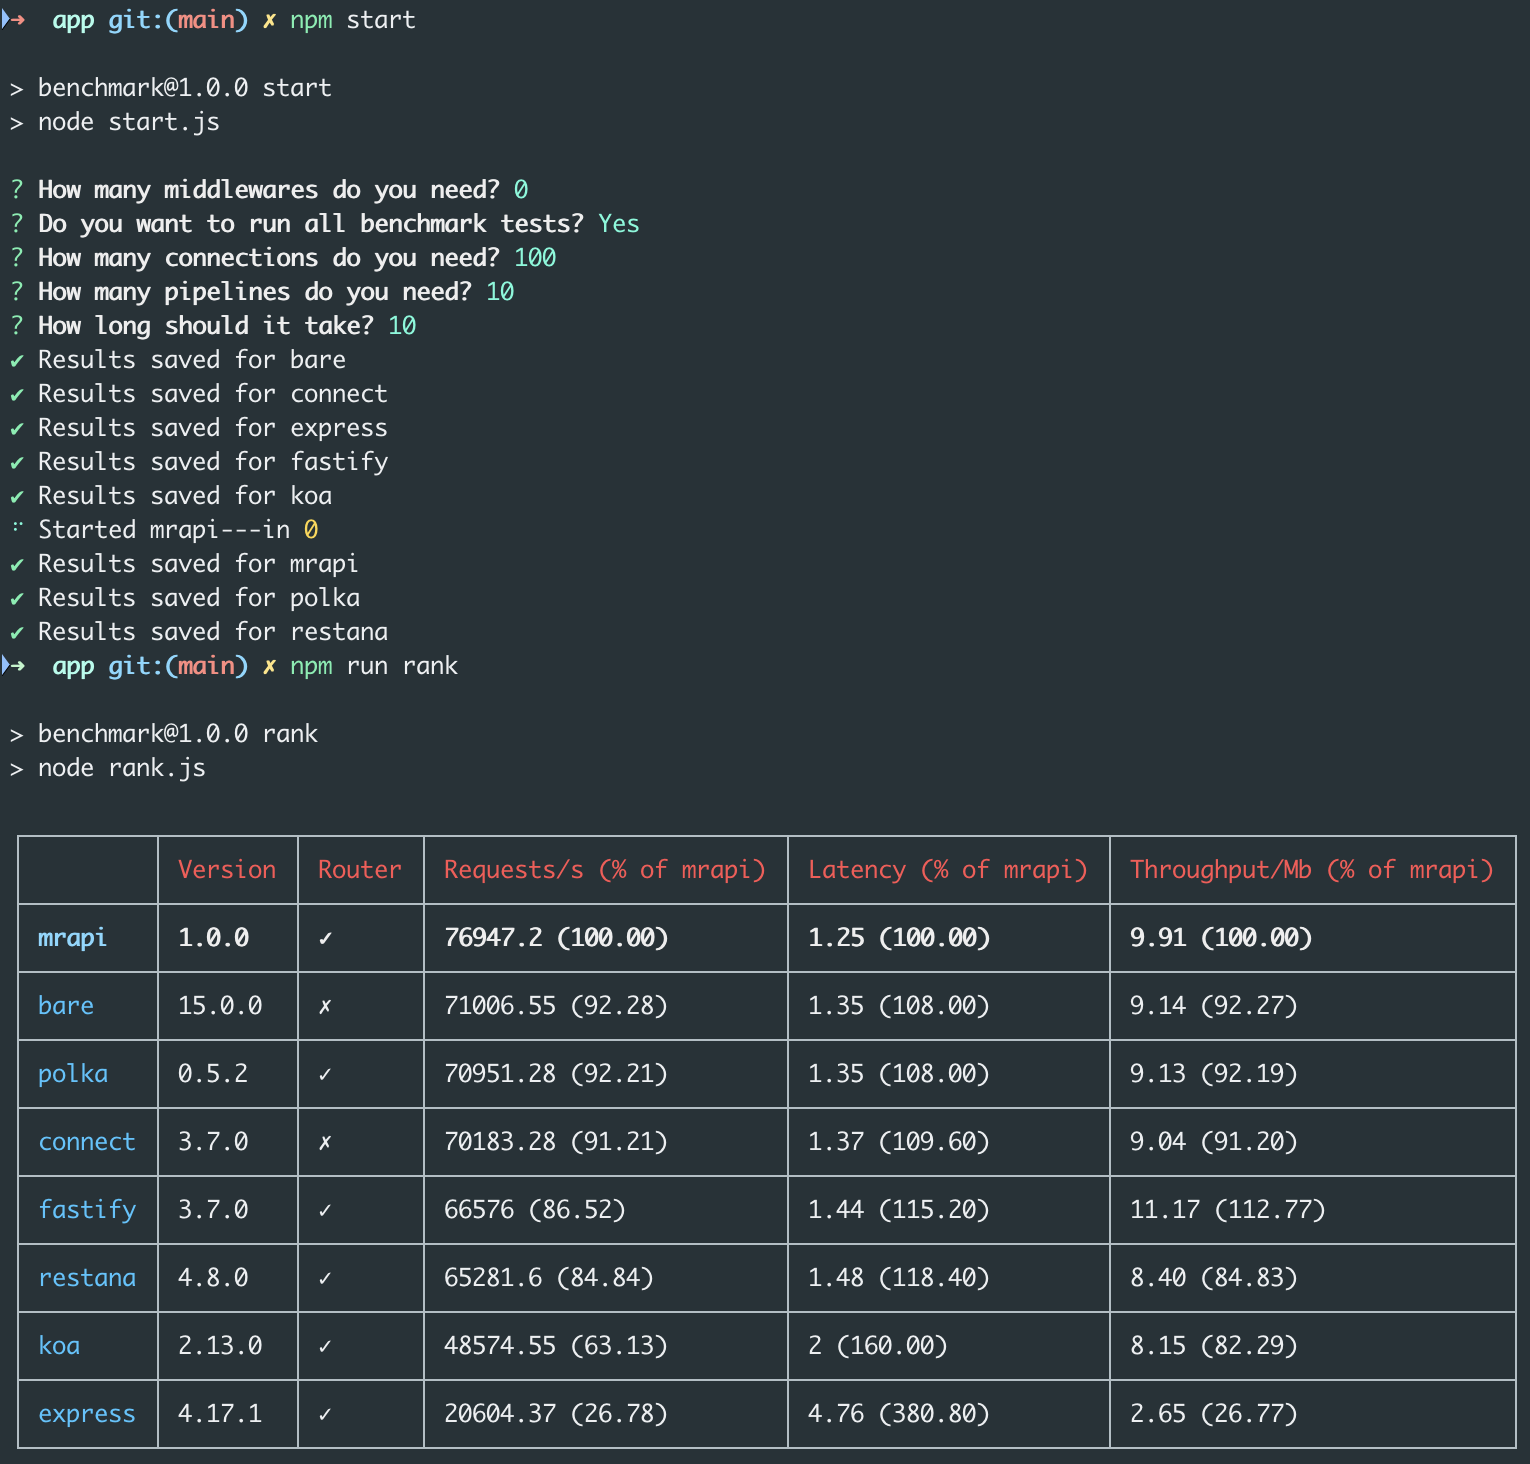 ➜ app git:(main) ✗ npm start
> benchmark@1.0.0 start
> node start.js
? How many middlewares do you need? 0
? Do you want to run all benchmark tests? Yes
? How many connections do you need? 100
? How many pipelines do you need? 10
? How long should it take? 10
✔ Results saved for bare
✔ Results saved for connect
✔ Results saved for express
✔ Results saved for fastify
✔ Results saved for koa
⠋ Started mrapi---in 0
✔ Results saved for mrapi
✔ Results saved for polka
✔ Results saved for restana
➜ app git:(main) ✗ npm run rank
> benchmark@1.0.0 rank
> node rank.js
Version Router Requests/s (% of mrapi) Latency (% of mrapi) Throughput/Mb (% of mrapi)
mrapi 1.0.0 ✓ 76947.2 (100.00) 1.25 (100.00) 9.91 (100.00)
bare 15.0.0 ✗ 71006.55 (92.28) 1.35 (108.00) 9.14 (92.27)
polka 0.5.2 ✓ 70951.28 (92.21) 1.35 (108.00) 9.13 (92.19)
connect 3.7.0 ✗ 70183.28 (91.21) 1.37 (109.60) 9.04 (91.20)
fastify 3.7.0 ✓ 66576 (86.52) 1.44 (115.20) 11.17 (112.77)
restana 4.8.0 ✓ 65281.6 (84.84) 1.48 (118.40) 8.40 (84.83)
koa 2.13.0 ✓ 48574.55 (63.13) 2 (160.00) 8.15 (82.29)
express 4.17.1 ✓ 20604.37 (26.78) 4.76 (380.80) 2.65 (26.77)